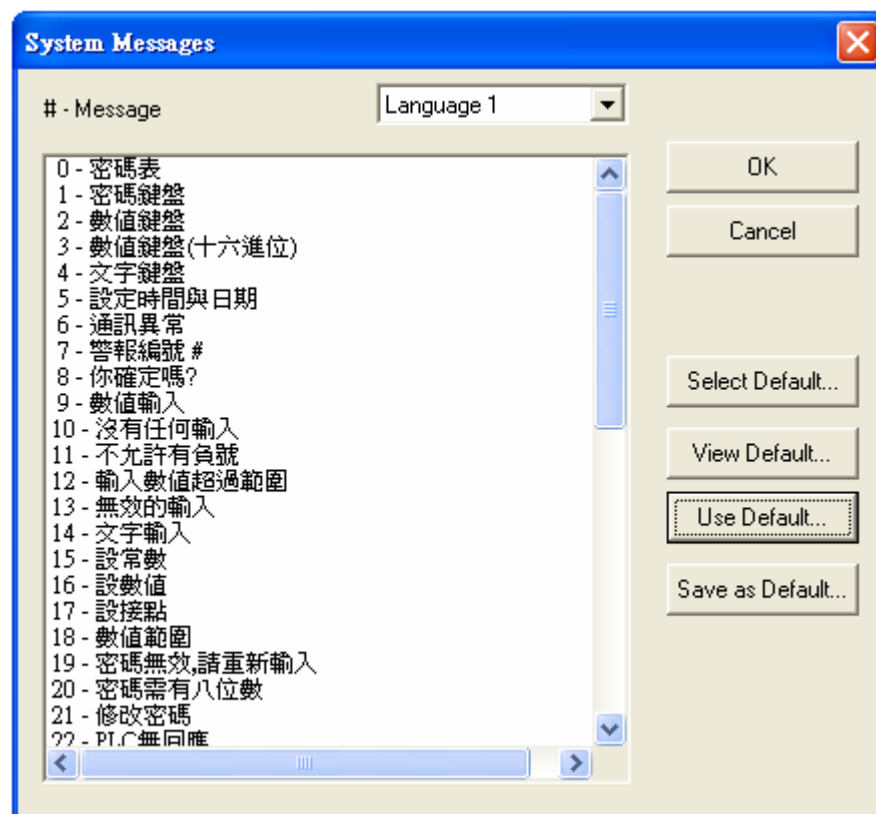 System Messages
# - Message
Language 1
0 - 密碼表
1 - 密碼鍵盤
2 - 數值鍵盤
3 - 數值鍵盤(十六進位)
4 - 文字鍵盤
5 - 設定時間與日期
6 - 通訊異常
7 - 警報編號 #
8 - 你確定嗎?
9 - 數值輸入
10 - 沒有任何輸入
11 - 不允許有負號
12 - 輸入數值超過範圍
13 - 無效的輸入
14 - 文字輸入
15 - 設常數
16 - 設數值
17 - 設接點
18 - 數值範圍
19 - 密碼無效,請重新輸入
20 - 密碼需有八位數
21 - 修改密碼
22 - PLC無回應
OK
Cancel
Select Default...
View Default...
Use Default...
Save as Default...